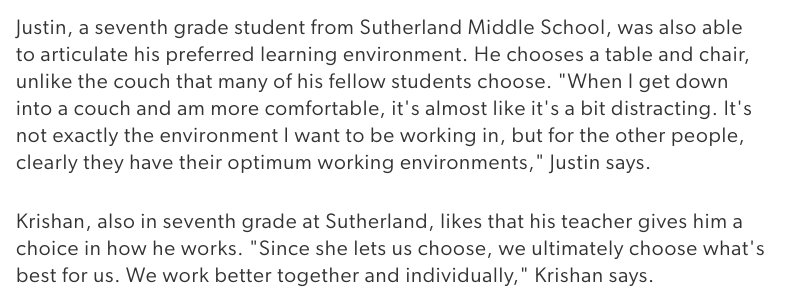 Justin, a seventh grade student from Sutherland Middle School, was also able
to articulate his preferred learning environment. He chooses a table and chair,
unlike the couch that many of his fellow students choose. "When I get down
into a couch and am more comfortable, it's almost like it's a bit distracting. It's
not exactly the environment I want to be working in, but for the other people,
clearly they have their optimum working environments," Justin says.
Krishan, also in seventh grade at Sutherland, likes that his teacher gives him a
choice in how he works. "Since she lets us choose, we ultimately choose what's
best for us. We work better together and individually," Krishan says.